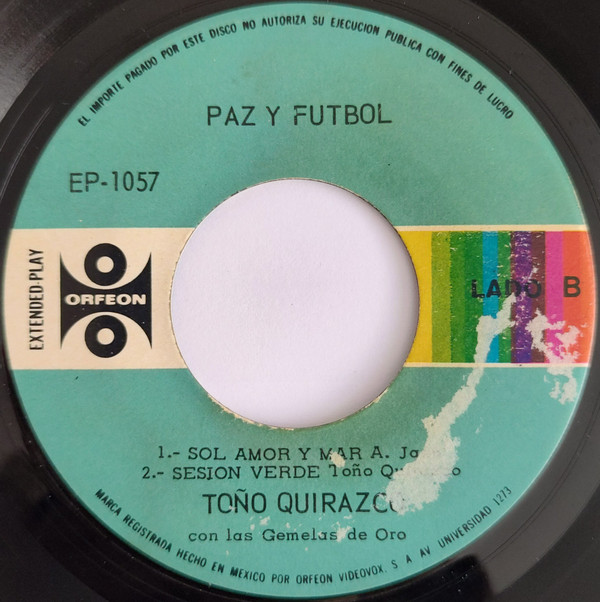 EL IMPORTE PAGADO POR ESTE DISCO NO AUTORIZA SU EJECUCION PUBLICA CON FINES DE LUCRO
PAZ Y FUTBOL
EP-1057
EXTENDED-PLAY
ORFEON
LADO B
1.- SOL AMOR Y MAR A.
2.- SESION VERDE Toño Quirazco
TOÑO QUIRAZCO
con las Gemelas de Oro
MARCA REGISTRADA HECHO EN MEXICO POR ORFEON VIDEOVOX, S A AV UNIVERSIDAD 1273